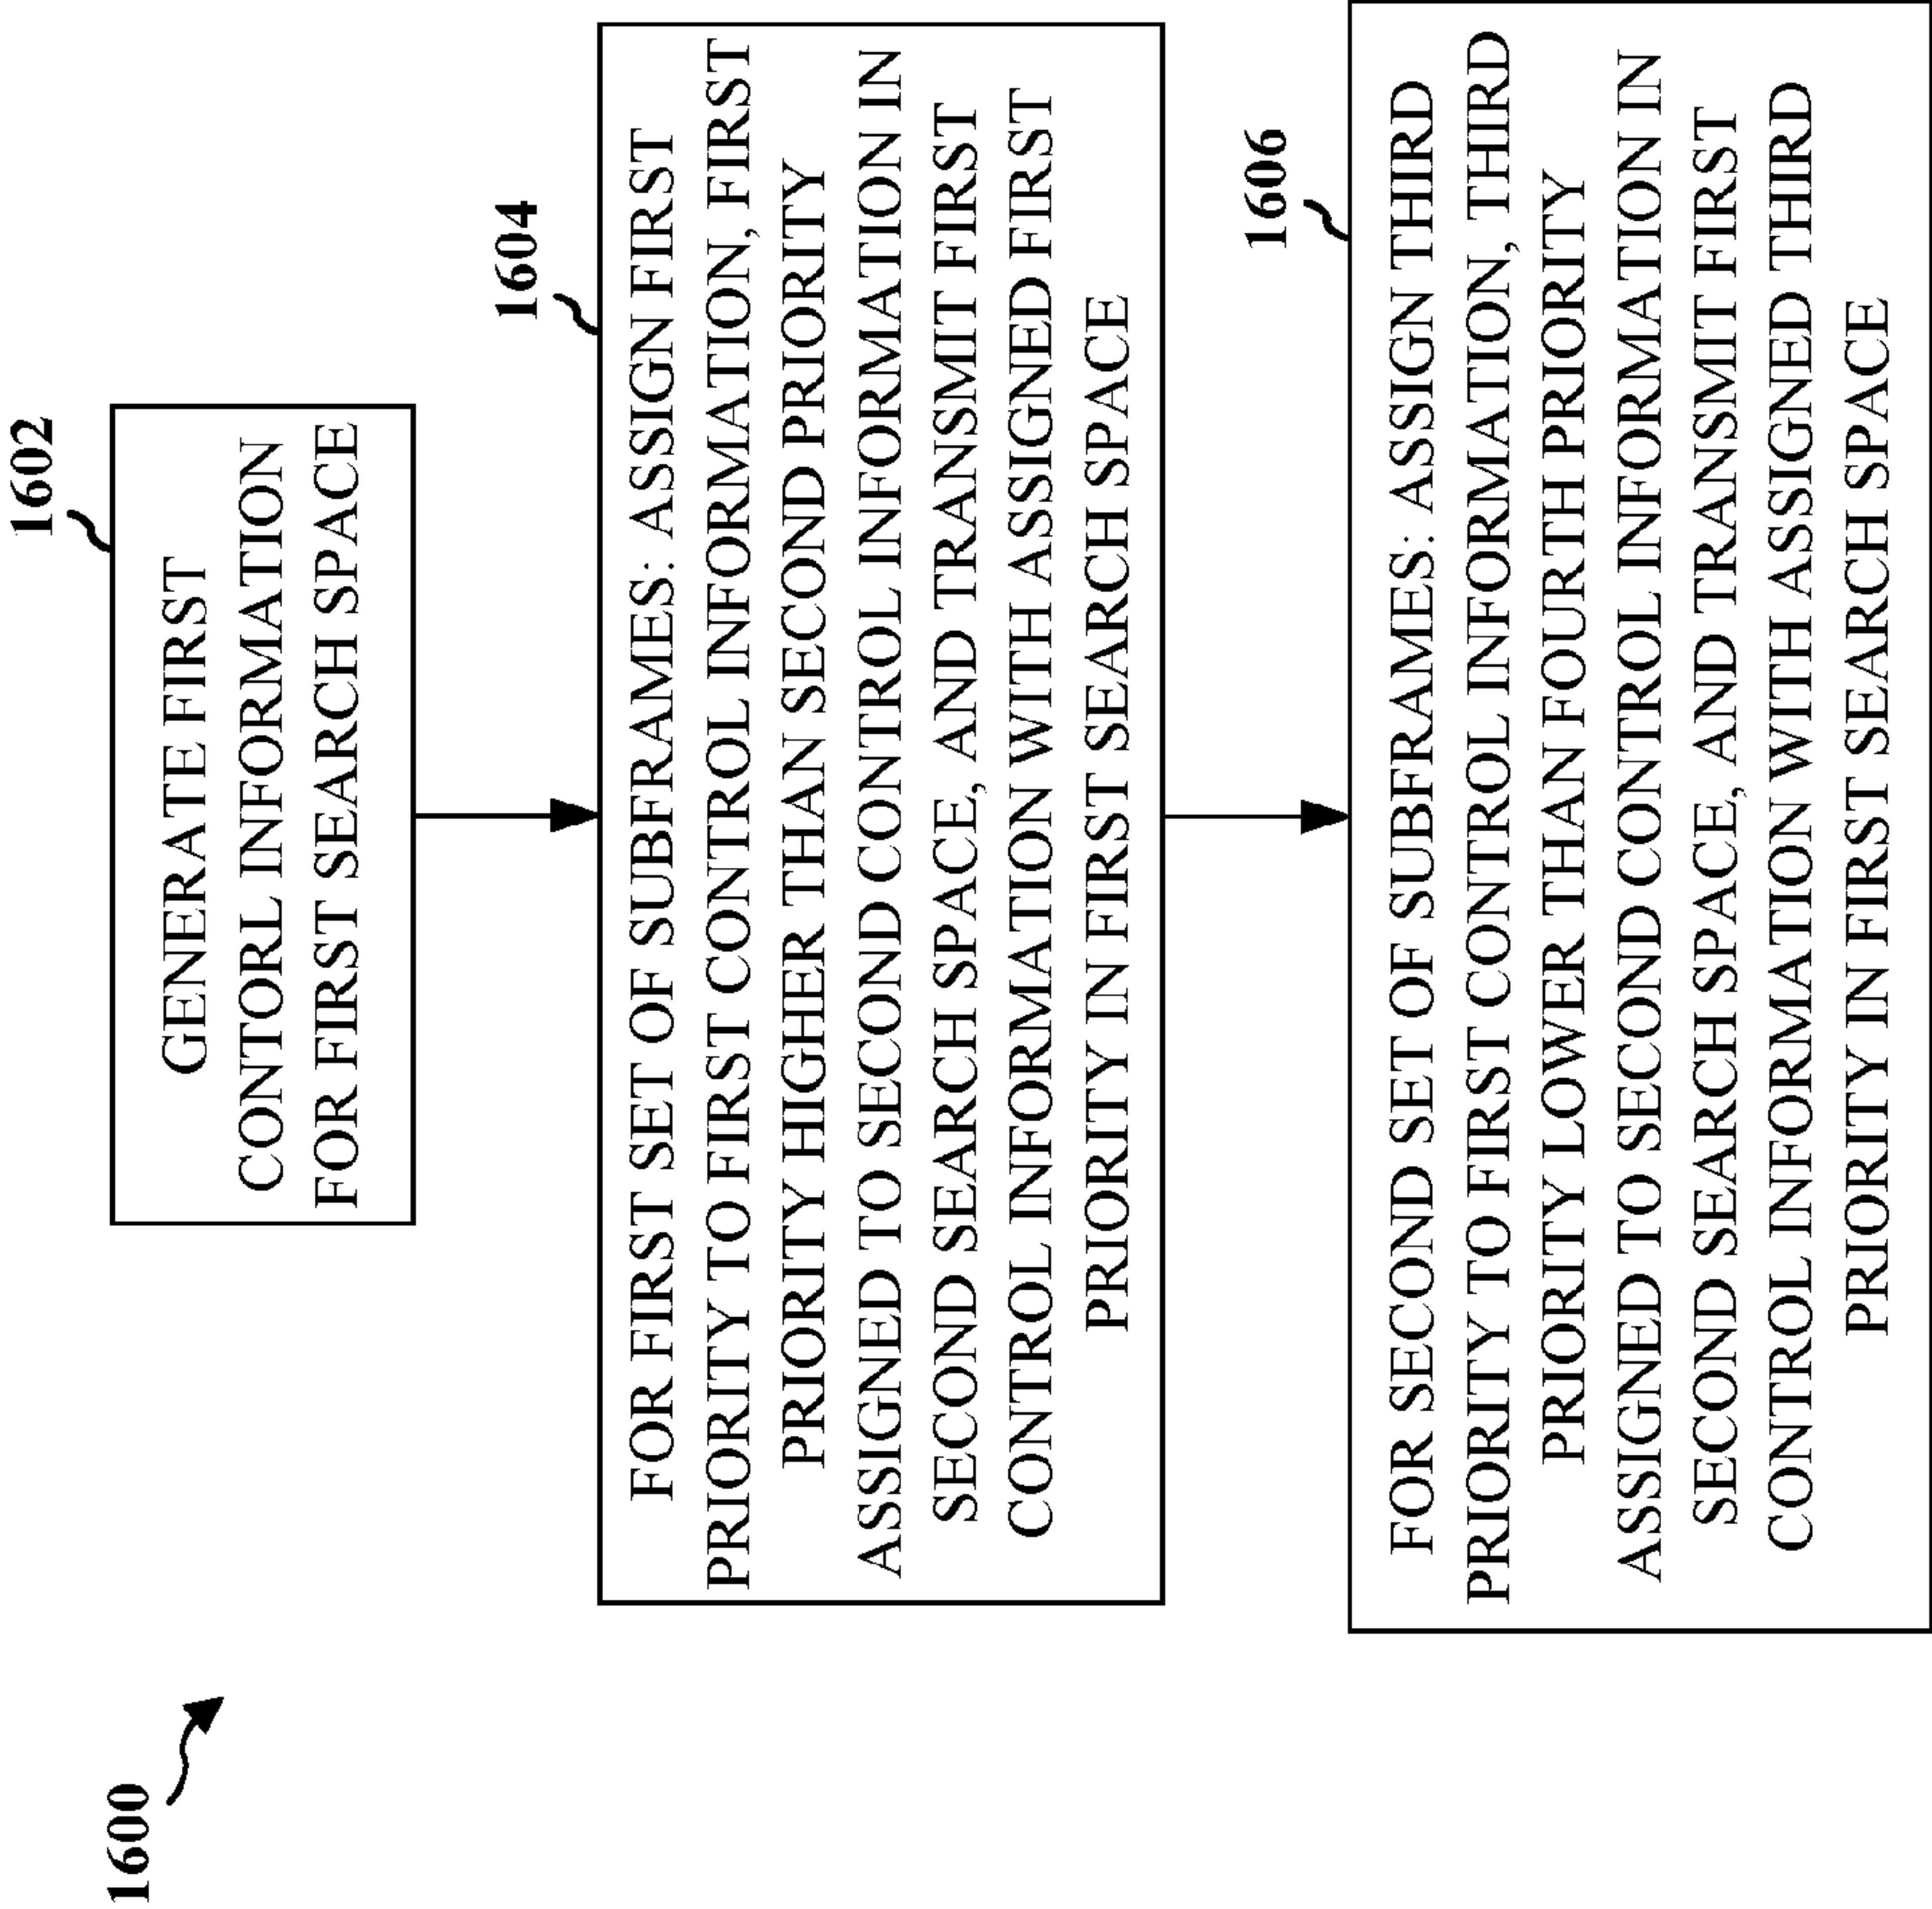 1600
1602
GENERATE FIRST
CONTORL INFORMATION
FOR FIRST SEARCH SPACE
1604
FOR FIRST SET OF SUBFRAMES: ASSIGN FIRST
PRIORITY TO FIRST CONTROL INFORMATION, FIRST
PRIORITY HIGHER THAN SECOND PRIORITY
ASSIGNED TO SECOND CONTROL INFORMATION IN
SECOND SEARCH SPACE, AND TRANSMIT FIRST
CONTROL INFORMATION WITH ASSIGNED FIRST
PRIORITY IN FIRST SEARCH SPACE
1606
FOR SECOND SET OF SUBFRAMES: ASSIGN THIRD
PRIORITY TO FIRST CONTROL INFORMATION, THIRD
PRIORITY LOWER THAN FOURTH PRIORITY
ASSIGNED TO SECOND CONTROL INFORMATION IN
SECOND SEARCH SPACE, AND TRANSMIT FIRST
CONTROL INFORMATION WITH ASSIGNED THIRD
PRIORITY IN FIRST SEARCH SPACE